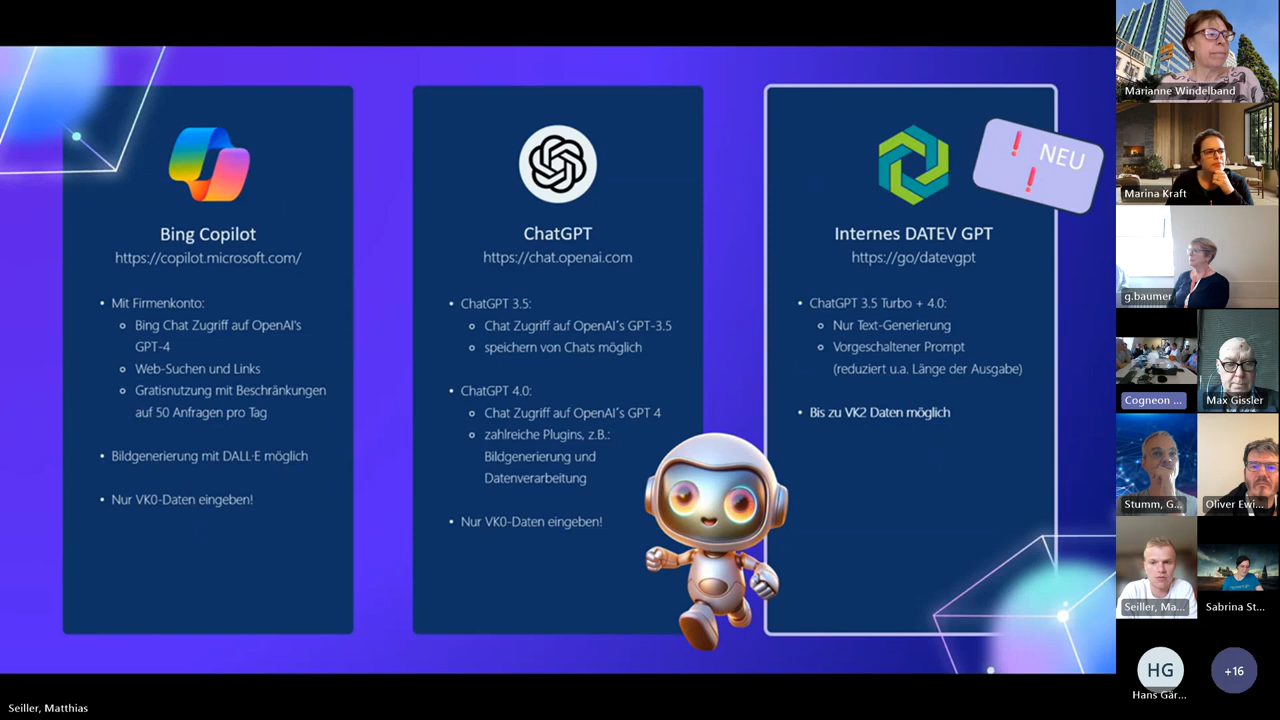 Bing Copilot
https://copilot.microsoft.com/
• Mit Firmenkonto:
o Bing Chat Zugriff auf OpenAI's
GPT-4
o Web-Suchen und Links
o Gratisnutzung mit Beschränkungen
auf 50 Anfragen pro Tag
• Bildgenerierung mit DALL·E möglich
• Nur VK0-Daten eingeben!
ChatGPT
https://chat.openai.com
• ChatGPT 3.5:
o Chat Zugriff auf OpenAI´s GPT-3.5
o speichern von Chats möglich
• ChatGPT 4.0:
o Chat Zugriff auf OpenAI´s GPT 4
o zahlreiche Plugins, z.B.:
Bildgenerierung und
Datenverarbeitung
• Nur VK0-Daten eingeben!
❗ NEU
❗
Internes DATEV GPT
https://go/datevgpt
• ChatGPT 3.5 Turbo + 4.0:
o Nur Text-Generierung
o Vorgeschaltener Prompt
(reduziert u.a. Länge der Ausgabe)
• Bis zu VK2 Daten möglich
Marianne Windelband
Marina Kraft
g.baumer
Cogneon ...
Max Gissler
Stumm, G...
Oliver Ewi...
Seiller, Ma...
Sabrina St...
HG
Hans Gär...
+16
Seiller, Matthias